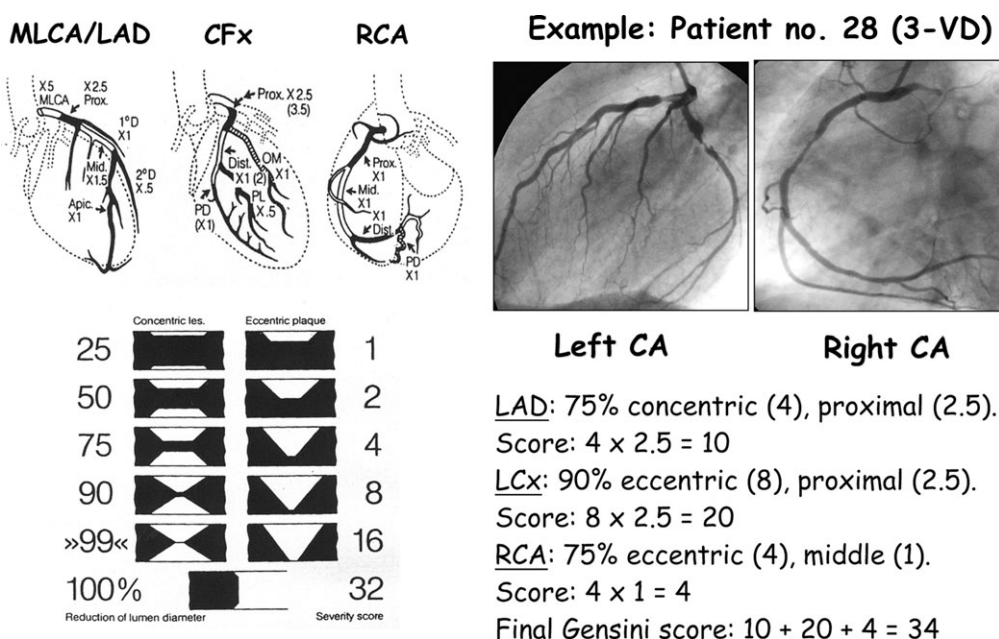 MLCA/LAD
CFx
RCA
X5
MLCA
X2.5
Prox.
1°D
X1
Mid.
X1.5
2°D
X.5
Apic.
X1
Prox. X2.5
(3.5)
Dist.
X1 (2)
OM
X1
PL
X.5
PD
(X1)
Prox.
X1
Mid.
X1
X1
Dist.
PD
X1
Concentric les.
Eccentric plaque
25
1
50
2
75
4
90
8
»99«
16
100%
32
Reduction of lumen diameter
Severity score
Example: Patient no. 28 (3-VD)
Left CA
Right CA
LAD: 75% concentric (4), proximal (2.5).
Score: 4 x 2.5 = 10
LCx: 90% eccentric (8), proximal (2.5).
Score: 8 x 2.5 = 20
RCA: 75% eccentric (4), middle (1).
Score: 4 x 1 = 4
Final Gensini score: 10 + 20 + 4 = 34